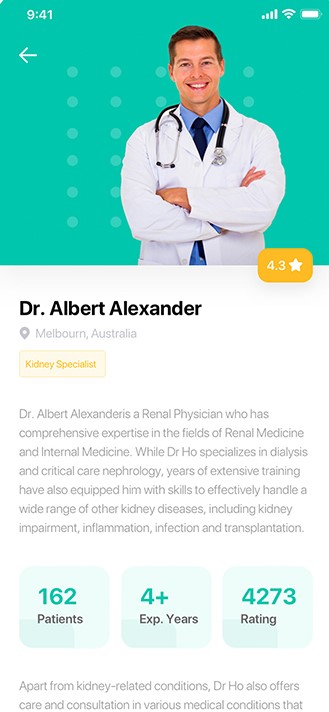 9:41
4.3
Dr. Albert Alexander
Melbourn, Australia
Kidney Specialist
Dr. Albert Alexanderis a Renal Physician who has
comprehensive expertise in the fields of Renal Medicine
and Internal Medicine. While Dr Ho specializes in dialysis
and critical care nephrology, years of extensive training
have also equipped him with skills to effectively handle a
wide range of other kidney diseases, including kidney
impairment, inflammation, infection and transplantation.
162 4+ 4273
Patients Exp. Years Rating
Apart from kidney-related conditions, Dr Ho also offers
care and consultation in various medical conditions that